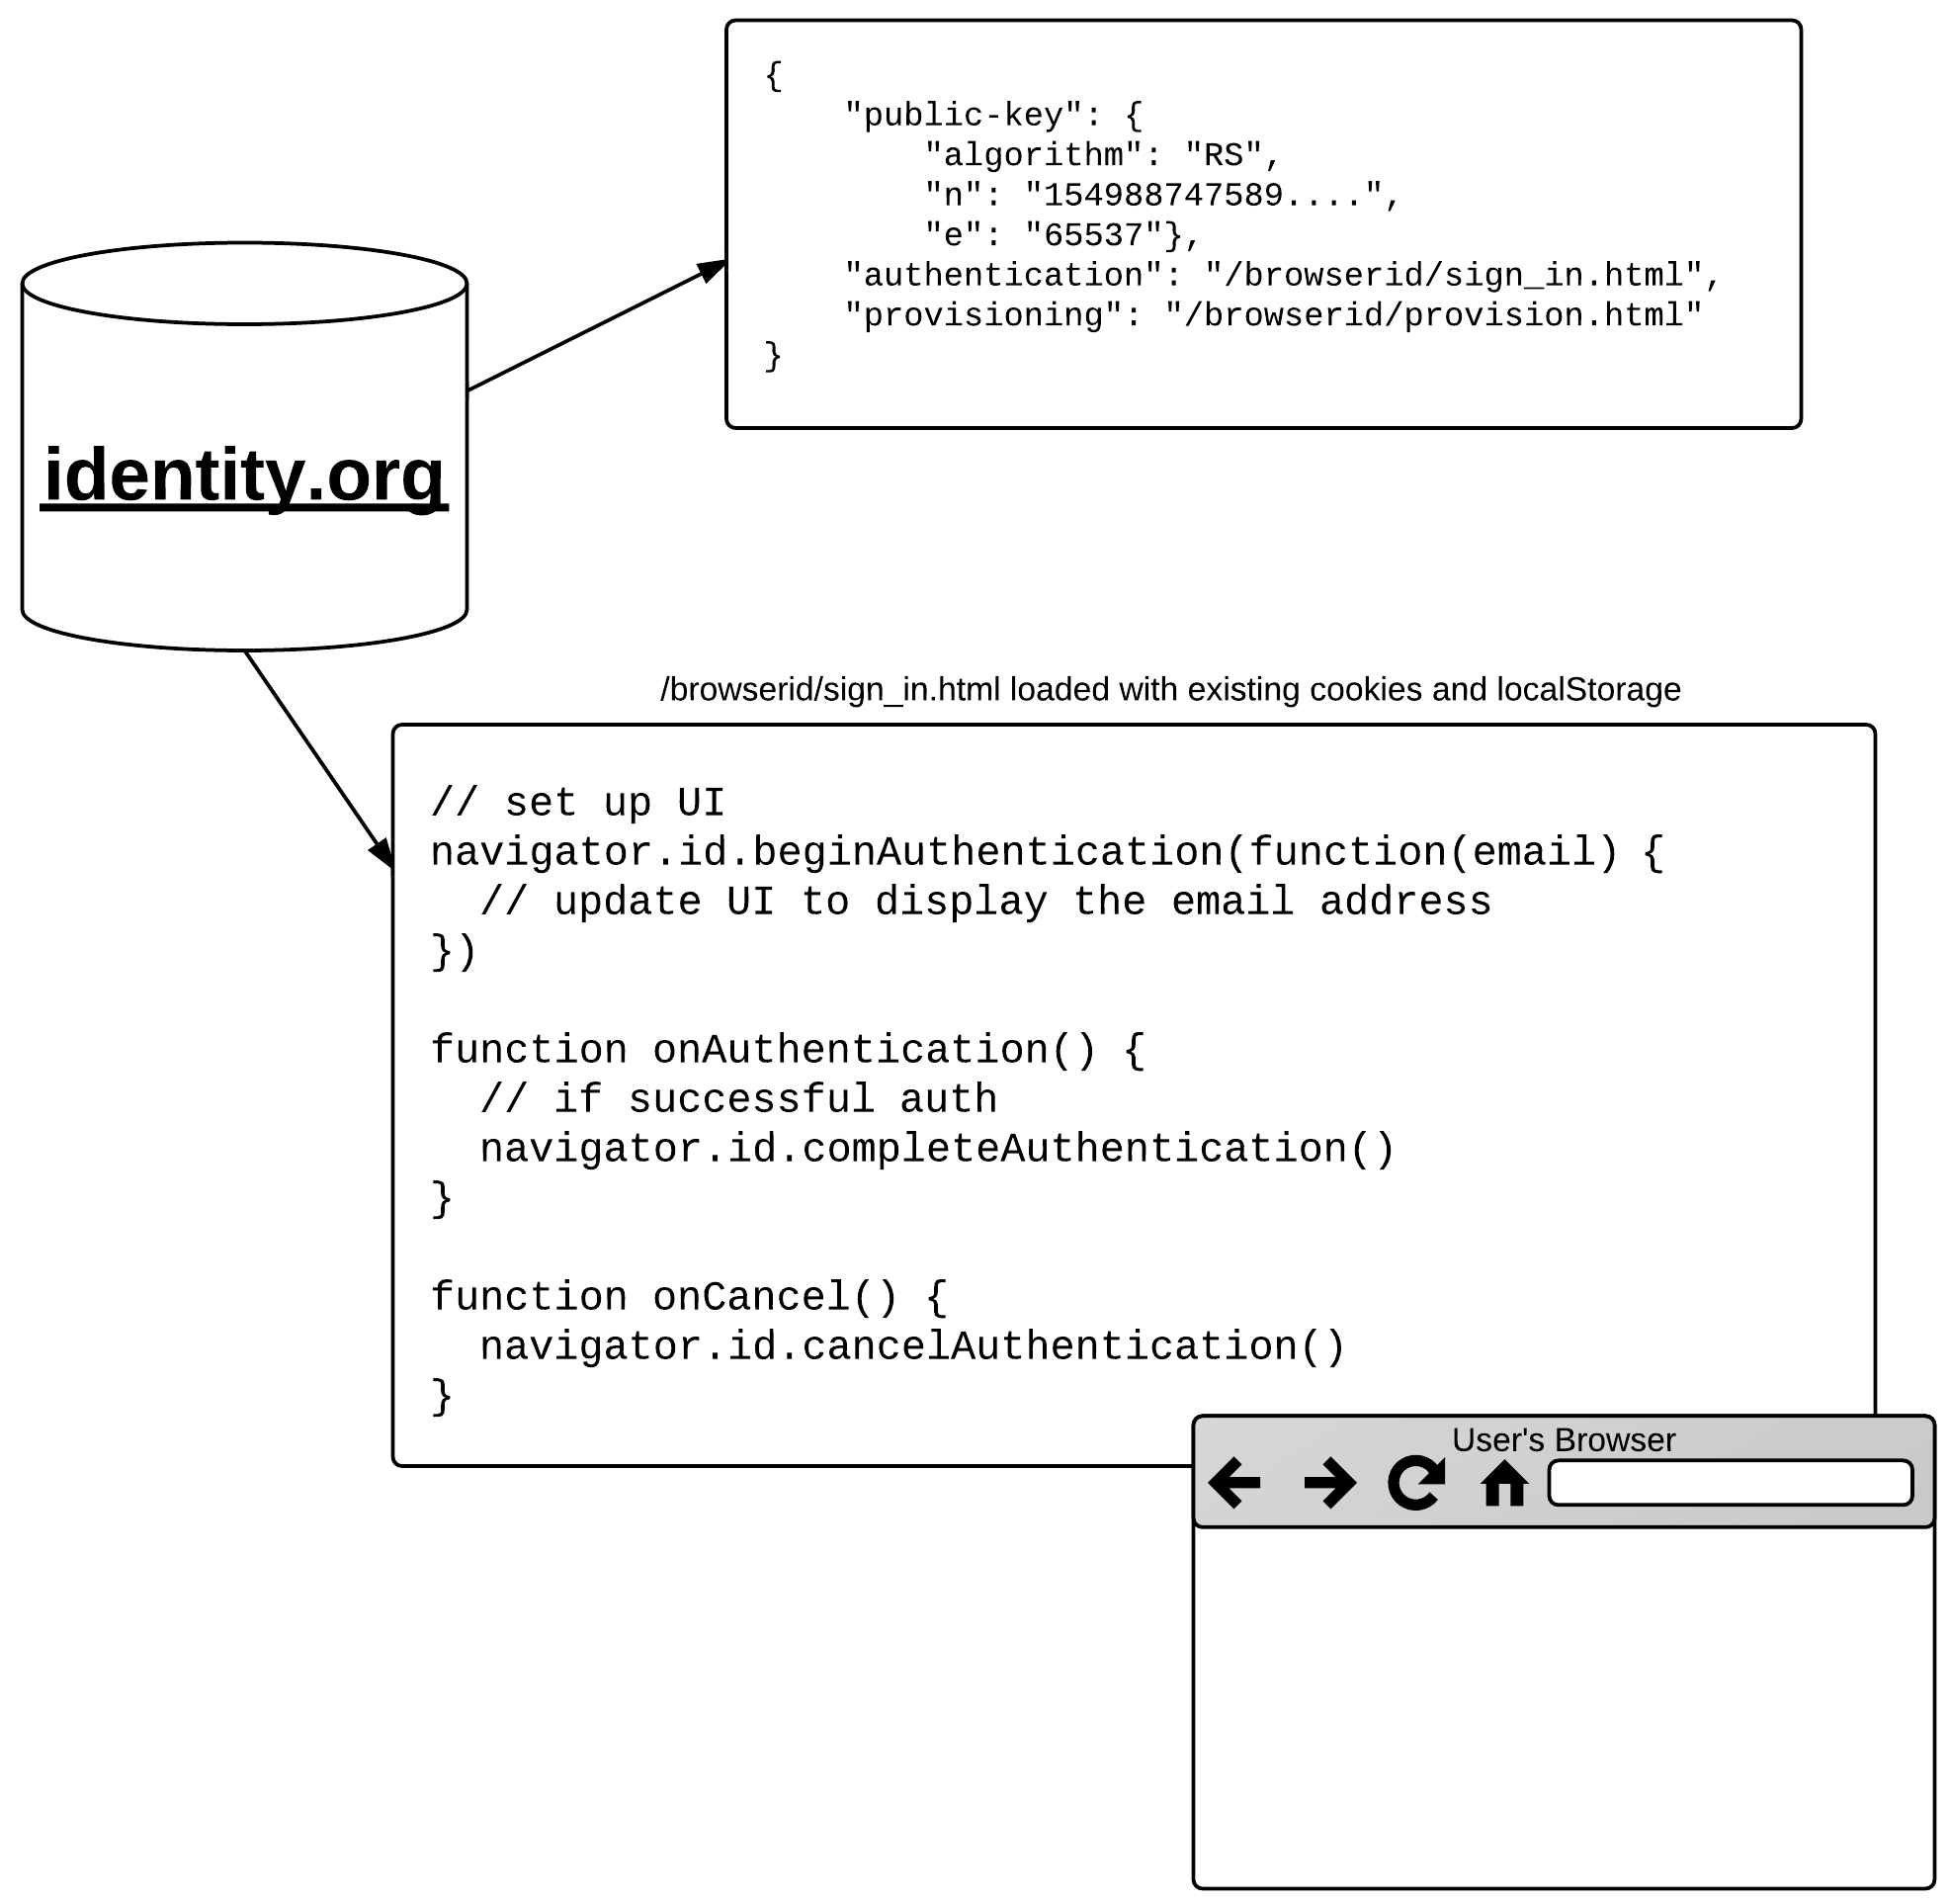 {
    "public-key": {
        "algorithm": "RS",
        "n": "154988747589....",
        "e": "65537"},
    "authentication": "/browserid/sign_in.html",
    "provisioning": "/browserid/provision.html"
}
identity.org
/browserid/sign_in.html loaded with existing cookies and localStorage
// set up UI
navigator.id.beginAuthentication(function(email) {
  // update UI to display the email address
})

function onAuthentication() {
  // if successful auth
  navigator.id.completeAuthentication()
}

function onCancel() {
  navigator.id.cancelAuthentication()
}
User's Browser